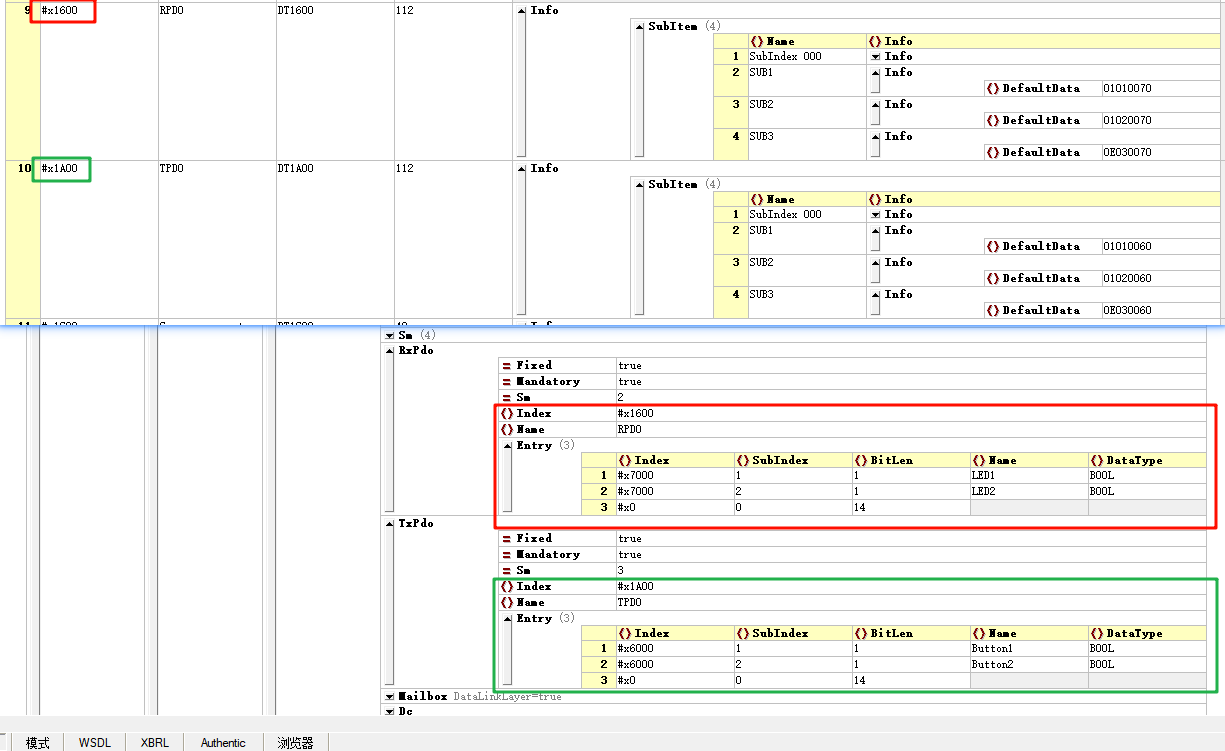 9 #x1600 RPDO DT1600 112 Info
SubItem (4)
Name Info
1 SubIndex 000 Info
2 SUB1 Info
DefaultData 01010070
3 SUB2 Info
DefaultData 01020070
4 SUB3 Info
DefaultData 0E030070
10 #x1A00 TPDO DT1A00 112 Info
SubItem (4)
Name Info
1 SubIndex 000 Info
2 SUB1 Info
DefaultData 01010060
3 SUB2 Info
DefaultData 01020060
4 SUB3 Info
DefaultData 0E030060
Sm (4)
RxPdo
= Fixed true
= Mandatory true
= Sm 2
Index #x1600
Name RPDO
Entry (3)
Index SubIndex BitLen Name DataType
1 #x7000 1 1 LED1 BOOL
2 #x7000 2 1 LED2 BOOL
3 #x0 0 14
TxPdo
= Fixed true
= Mandatory true
= Sm 3
Index #x1A00
Name TPDO
Entry (3)
Index SubIndex BitLen Name DataType
1 #x6000 1 1 Button1 BOOL
2 #x6000 2 1 Button2 BOOL
3 #x0 0 14
Mailbox DataLinkLayer=true
Dc
模式 WSDL XBRL Authentic 浏览器